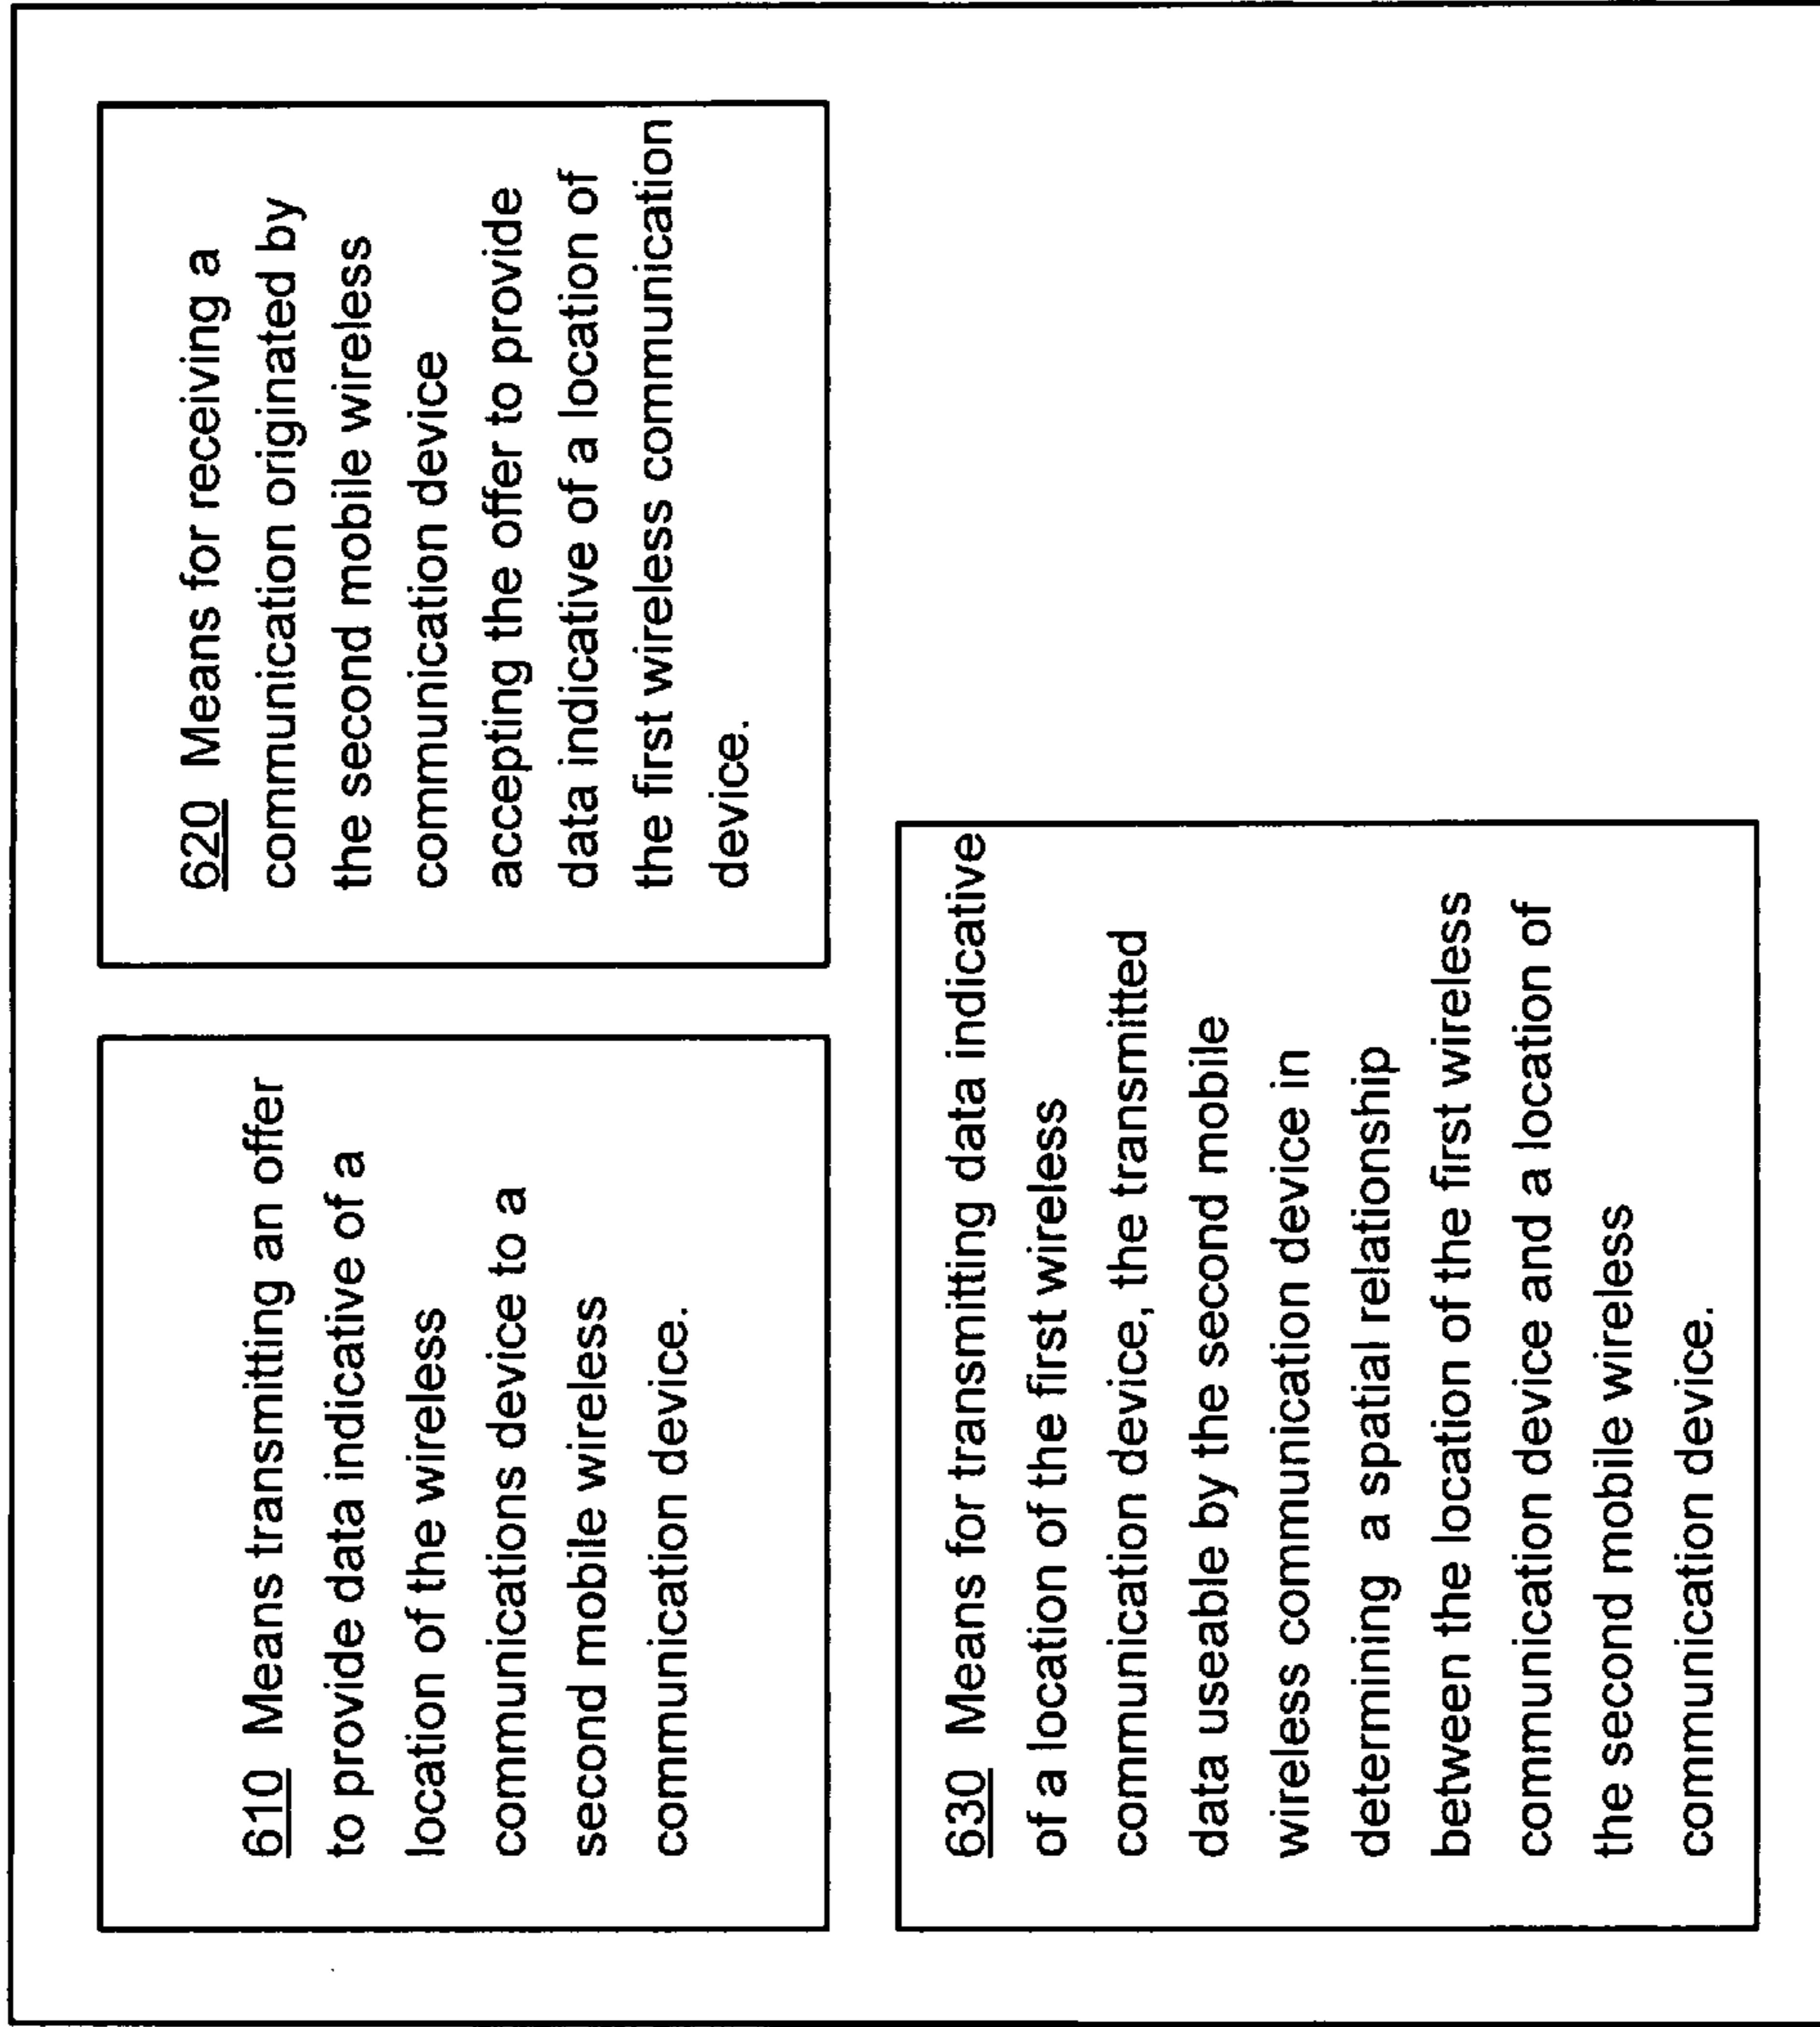 610 Means transmitting an offer
to provide data indicative of a
location of the wireless
communications device to a
second mobile wireless
communication device.
620 Means for receiving a
communication originated by
the second mobile wireless
communication device
accepting the offer to provide
data indicative of a location of
the first wireless communication
device.
630 Means for transmitting data indicative
of a location of the first wireless
communication device, the transmitted
data useable by the second mobile
wireless communication device in
determining a spatial relationship
between the location of the first wireless
communication device and a location of
the second mobile wireless
communication device.